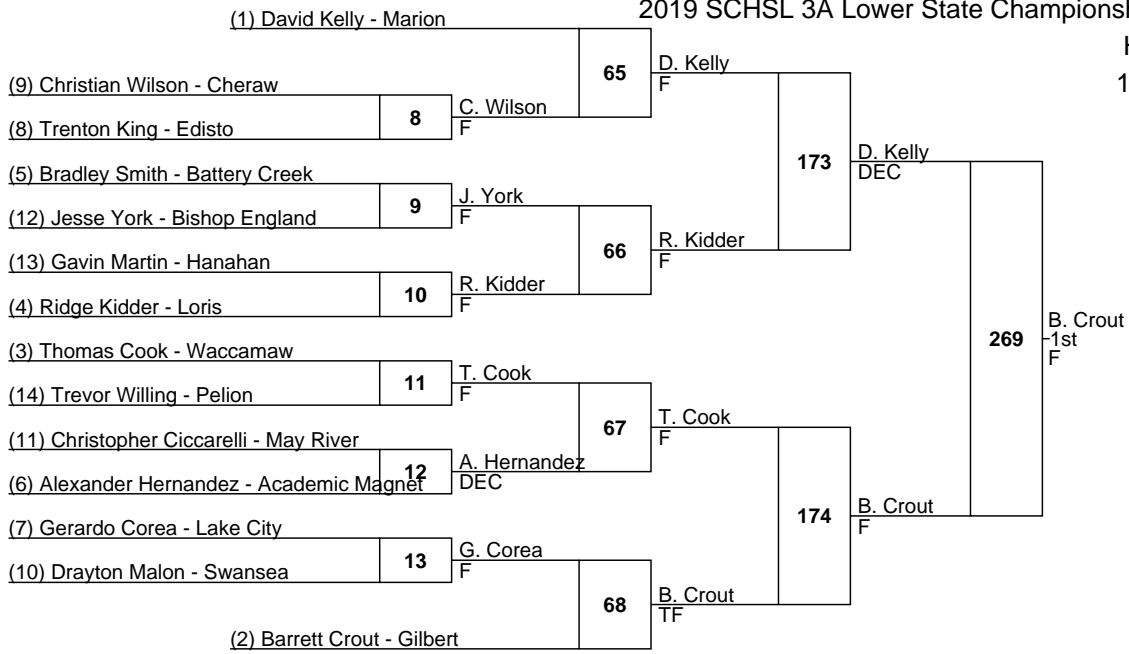 2019 SCHSL 3A Lower State Championsh
H
1
(1) David Kelly - Marion
65
D. Kelly
F
(9) Christian Wilson - Cheraw
8
C. Wilson
F
(8) Trenton King - Edisto
173
D. Kelly
DEC
(5) Bradley Smith - Battery Creek
9
J. York
F
(12) Jesse York - Bishop England
66
R. Kidder
F
(13) Gavin Martin - Hanahan
10
R. Kidder
F
(4) Ridge Kidder - Loris
269
B. Crout
1st
F
(3) Thomas Cook - Waccamaw
11
T. Cook
F
(14) Trevor Willing - Pelion
67
T. Cook
F
(11) Christopher Ciccarelli - May River
12
A. Hernandez
DEC
(6) Alexander Hernandez - Academic Magnet
174
B. Crout
F
(7) Gerardo Corea - Lake City
13
G. Corea
F
(10) Drayton Malon - Swansea
68
B. Crout
TF
(2) Barrett Crout - Gilbert